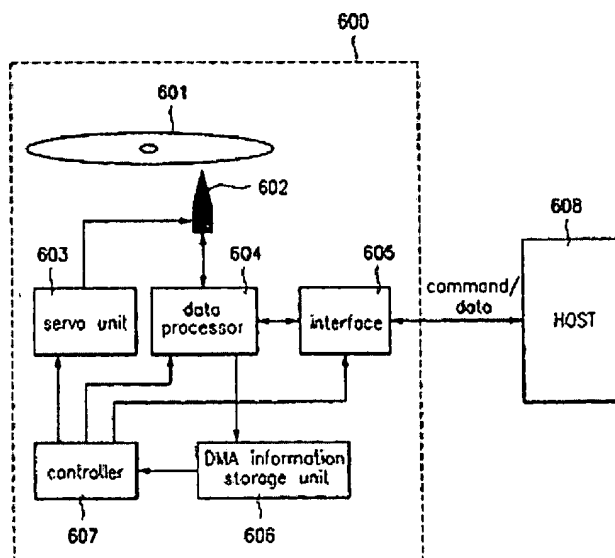 600
601
602
603
604
605
608
servo unit
data
processor
interface
command/
data
HOST
controller
DMA information
storage unit
607
606